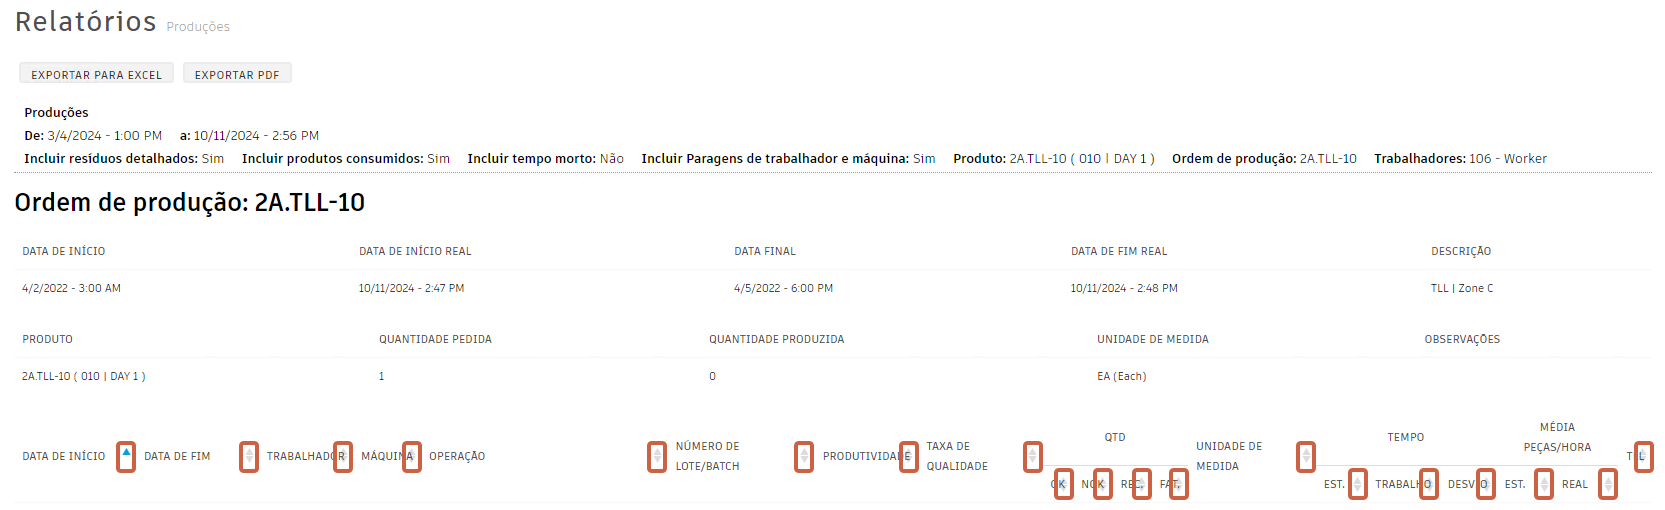 Relatórios Produções
EXPORTAR PARA EXCEL EXPORTAR PDF
Produções
De: 3/4/2024 - 1:00 PM a: 10/11/2024 - 2:56 PM
Incluir resíduos detalhados: Sim Incluir produtos consumidos: Sim Incluir tempo morto: Não Incluir Paragens de trabalhador e máquina: Sim Produto: 2A.TLL-10 ( 010 | DAY 1 ) Ordem de produção: 2A.TLL-10 Trabalhadores: 106 - Worker
Ordem de produção: 2A.TLL-10
DATA DE INÍCIO DATA DE INÍCIO REAL DATA FINAL DATA DE FIM REAL DESCRIÇÃO
4/2/2022 - 3:00 AM 10/11/2024 - 2:47 PM 4/5/2022 - 6:00 PM 10/11/2024 - 2:48 PM TLL | Zone C
PRODUTO QUANTIDADE PEDIDA QUANTIDADE PRODUZIDA UNIDADE DE MEDIDA OBSERVAÇÕES
2A.TLL-10 ( 010 | DAY 1 ) 1 0 EA (Each)
DATA DE INÍCIO DATA DE FIM TRABALHADOR MÁQUINA OPERAÇÃO
NÚMERO DE
LOTE/BATCH
PRODUTIVIDADE
TAXA DE
QUALIDADE
QTD
OK NOK REC. FAT.
UNIDADE DE
MEDIDA
TEMPO
EST. TRABALHO DESVIO
MÉDIA
PEÇAS/HORA
EST. REAL